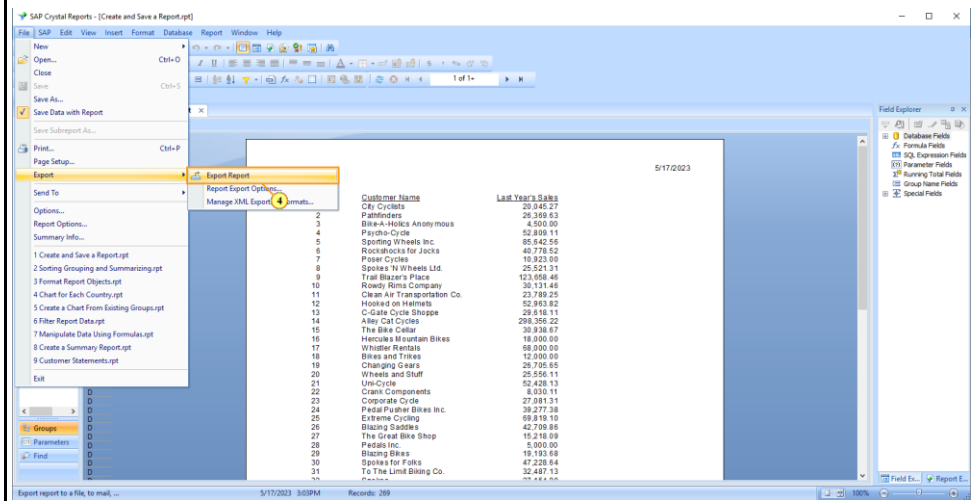 SAP Crystal Reports - [Create and Save a Report.rpt]
File SAP Edit View Insert Format Database Report Window Help
New
Open... Ctrl+O
Close
Save Ctrl+S
Save As...
Save Data with Report
Save Subreport As...
Print... Ctrl+P
Page Setup...
Export
Send To
Options...
Report Options...
Summary Info...
1 Create and Save a Report.rpt
2 Sorting Grouping and Summarizing.rpt
3 Format Report Objects.rpt
4 Chart for Each Country.rpt
5 Create a Chart From Existing Groups.rpt
6 Filter Report Data.rpt
7 Manipulate Data Using Formulas.rpt
8 Create a Summary Report.rpt
9 Customer Statements.rpt
Exit
Export Report
Report Export Options...
Manage XML Export
4
1 of 1+
5/17/2023
Customer Name Last Year's Sales
City Cyclists 20,045.27
2 Pathfinders 26,369.63
3 Bike-A-Holics Anonymous 4,500.00
4 Psycho-Cycle 52,809.11
5 Sporting Wheels Inc. 85,642.56
6 Rockshocks for Jocks 40,778.52
7 Poser Cycles 10,923.00
8 Spokes 'N Wheels Ltd. 25,521.31
9 Trail Blazer's Place 123,658.46
10 Rowdy Rims Company 30,131.46
11 Clean Air Transportation Co. 23,789.25
12 Hooked on Helmets 52,963.82
13 C-Gate Cycle Shoppe 29,618.11
14 Alley Cat Cycles 298,356.22
15 The Bike Cellar 30,938.67
16 Hercules Mountain Bikes 18,000.00
17 Whistler Rentals 68,000.00
18 Bikes and Trikes 12,000.00
19 Changing Gears 26,705.65
20 Wheels and Stuff 25,556.11
21 Uni-Cycle 52,428.13
22 Crank Components 8,030.11
23 Corporate Cycle 27,081.31
24 Pedal Pusher Bikes Inc. 39,277.38
25 Extreme Cycling 69,819.10
26 Blazing Saddles 42,709.86
27 The Great Bike Shop 15,218.09
28 Pedals Inc. 5,000.00
29 Blazing Bikes 19,193.68
30 Spokes for Folks 47,228.64
31 To The Limit Biking Co. 32,487.13
D
D
D
D
D
D
D
D
Groups
Parameters
Find
Field Explorer
Database Fields
Formula Fields
SQL Expression Fields
Parameter Fields
Running Total Fields
Group Name Fields
Special Fields
Field Ex... Report E...
Export report to a file, to mail, ... 5/17/2023 3:03PM Records: 269 100%